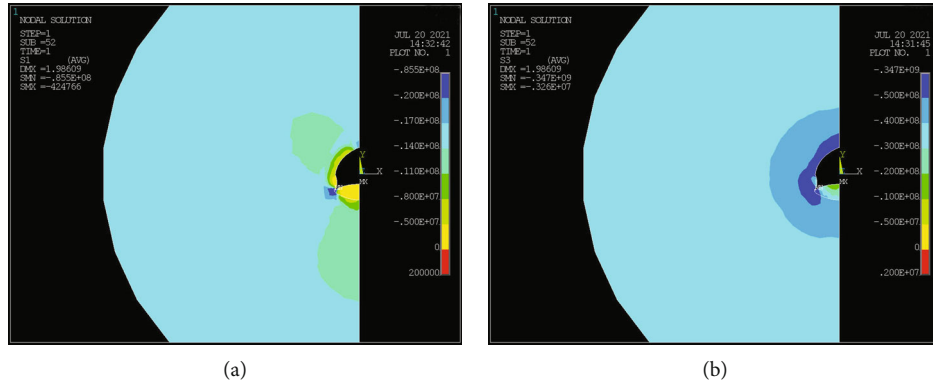 1
NODAL SOLUTION
STEP=1
SUB =52
TIME=1
S1 (AVG)
DMX =1.98609
SMN =-.855E+08
SMX =-424766
JUL 20 2021
14:32:42
PLOT NO. 1
-.855E+08
-.200E+08
-.170E+08
-.140E+08
-.110E+08
-.800E+07
-.500E+07
0
200000
Y
X
MX
(a)
1
NODAL SOLUTION
STEP=1
SUB =52
TIME=1
S3 (AVG)
DMX =1.98609
SMN =-.347E+09
SMX =-.326E+07
JUL 20 2021
14:31:45
PLOT NO. 1
-.347E+09
-.500E+08
-.400E+08
-.300E+08
-.200E+08
-.100E+08
-.500E+07
0
.200E+07
Y
X
MX
(b)